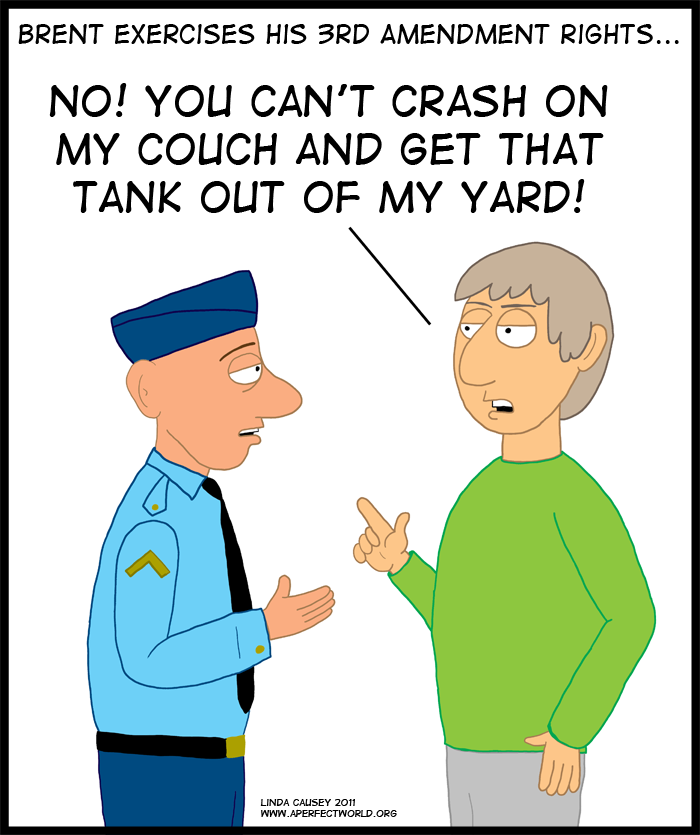 BRENT EXERCISES HIS 3RD AMENDMENT RIGHTS...
NO! YOU CAN'T CRASH ON
MY COUCH AND GET THAT
TANK OUT OF MY YARD!
LINDA CAUSEY 2011
WWW.APERFECTWORLD.ORG